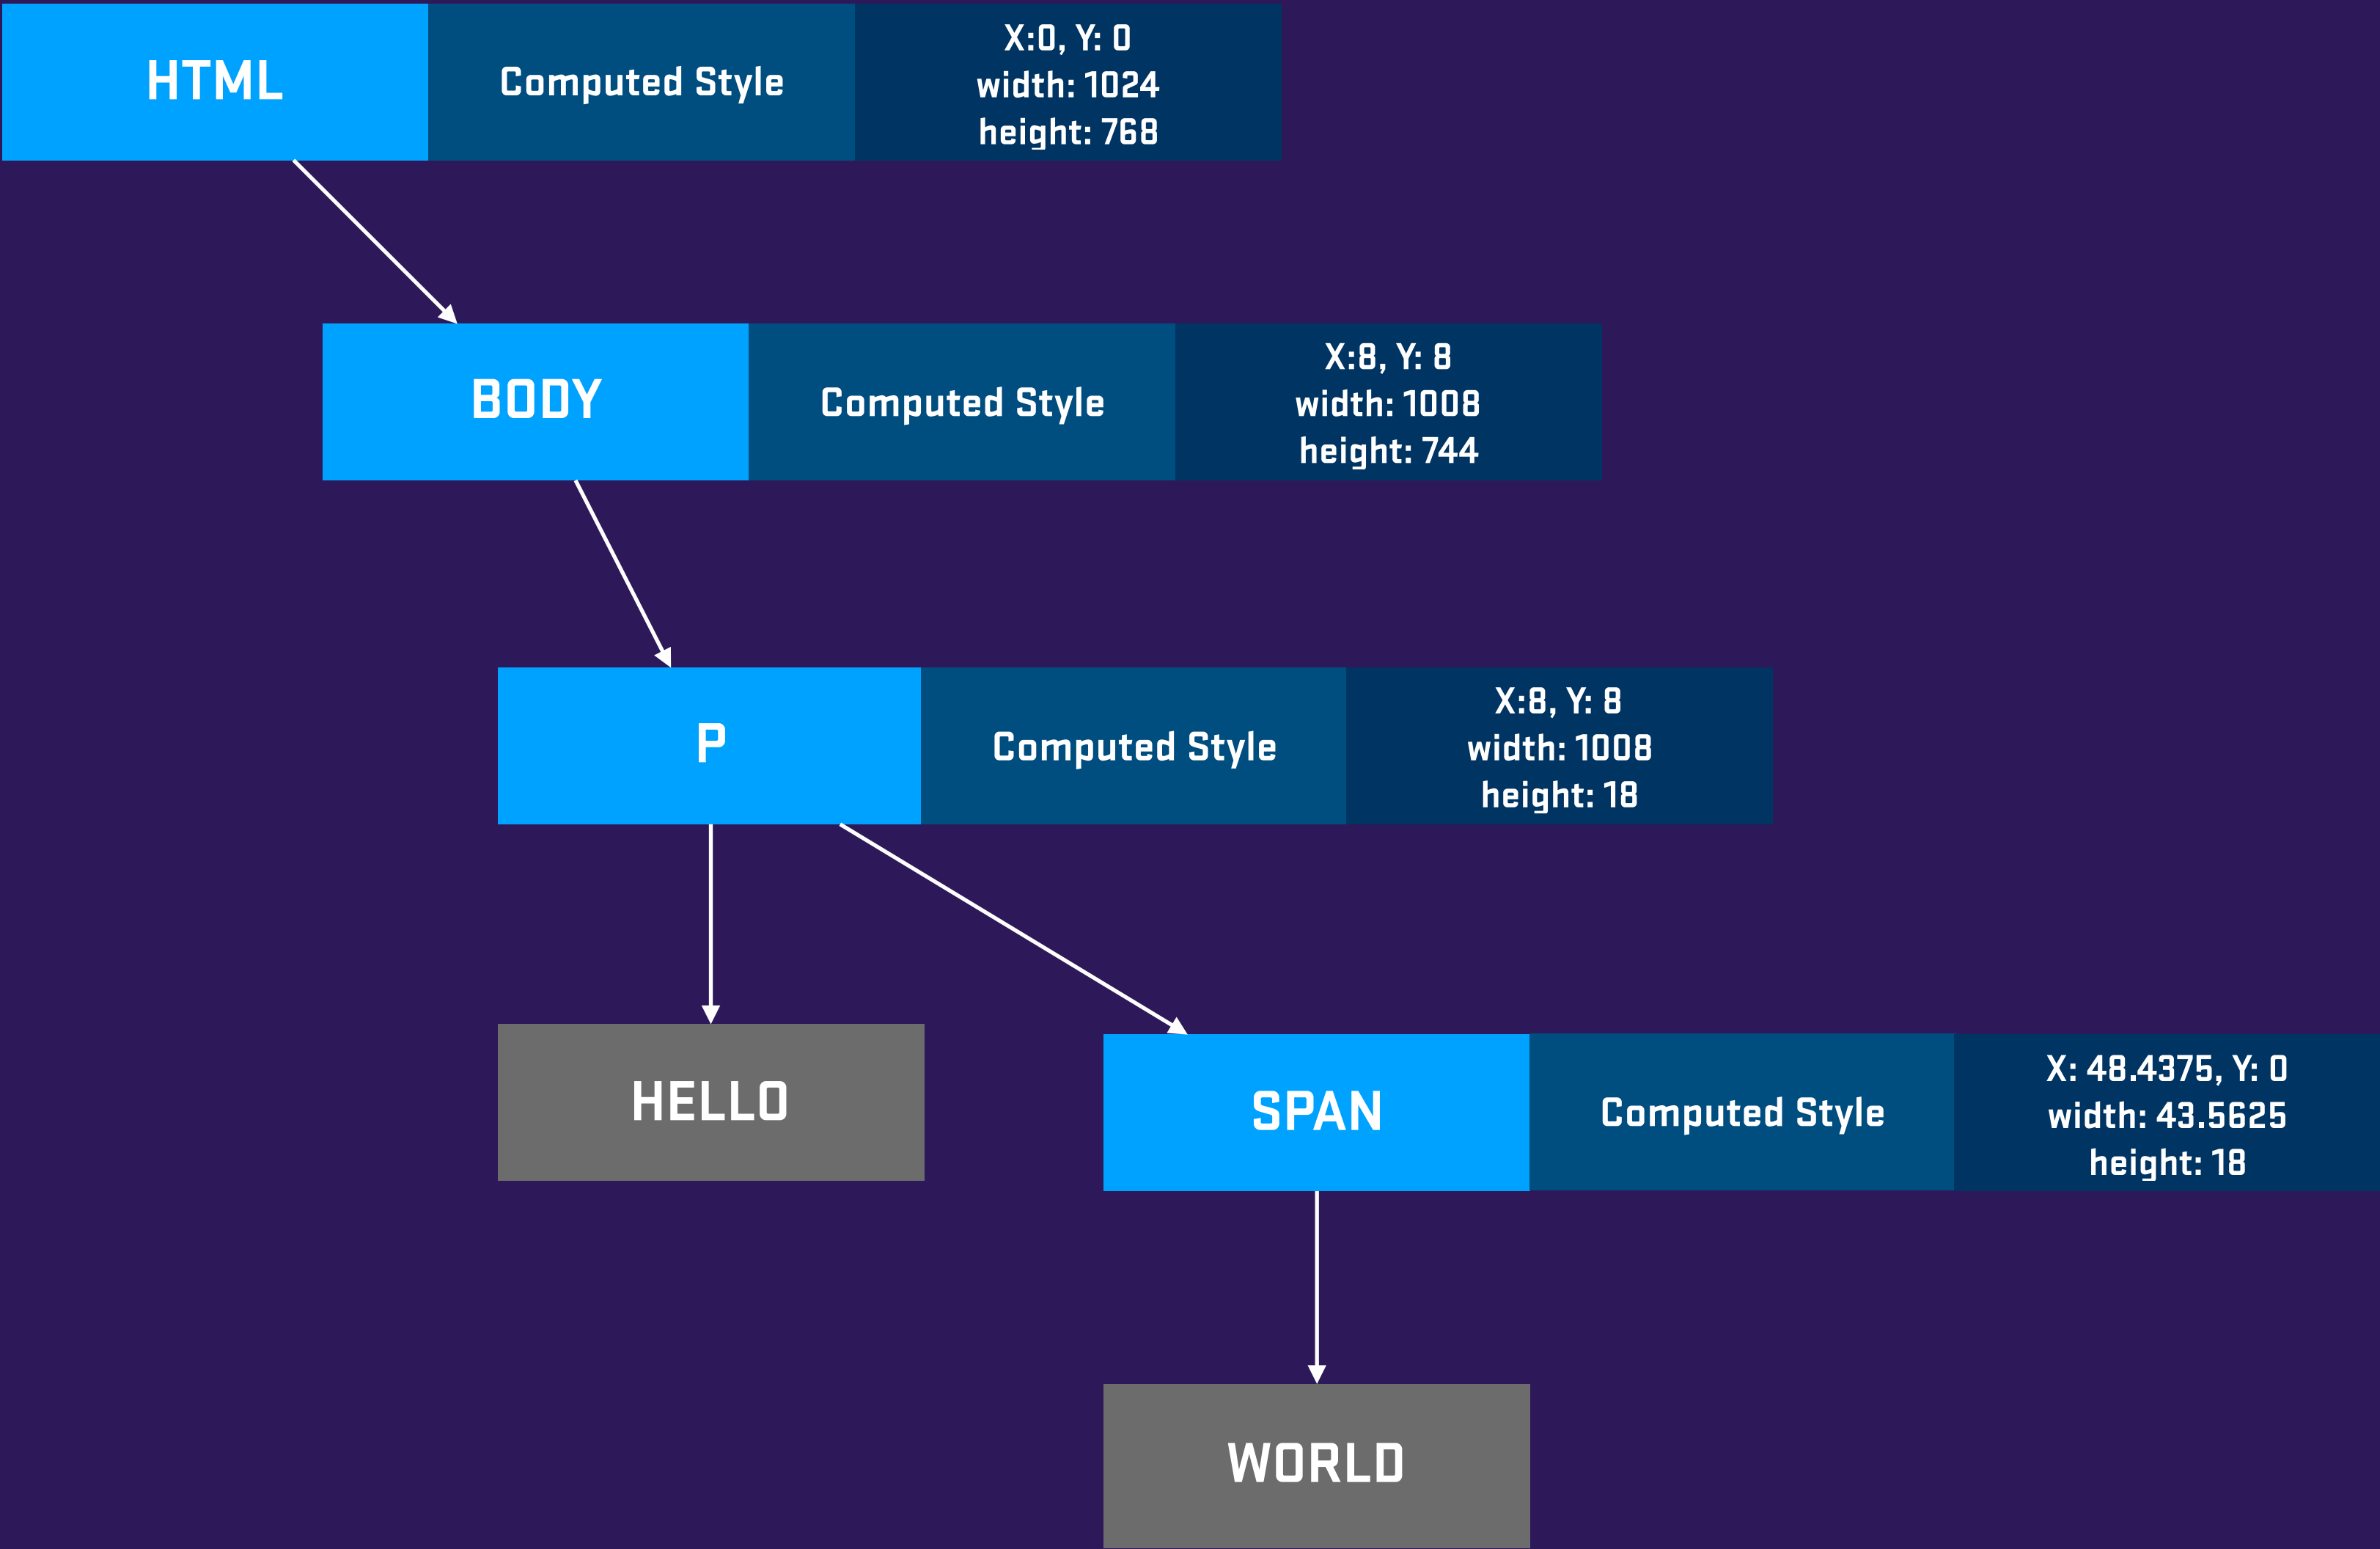 HTML
Computed Style
X:0, Y: 0
width: 1024
height: 768
BODY
Computed Style
X:8, Y: 8
width: 1008
height: 744
P
Computed Style
X:8, Y: 8
width: 1008
height: 18
HELLO
SPAN
Computed Style
X: 48.4375, Y: 0
width: 43.5625
height: 18
WORLD